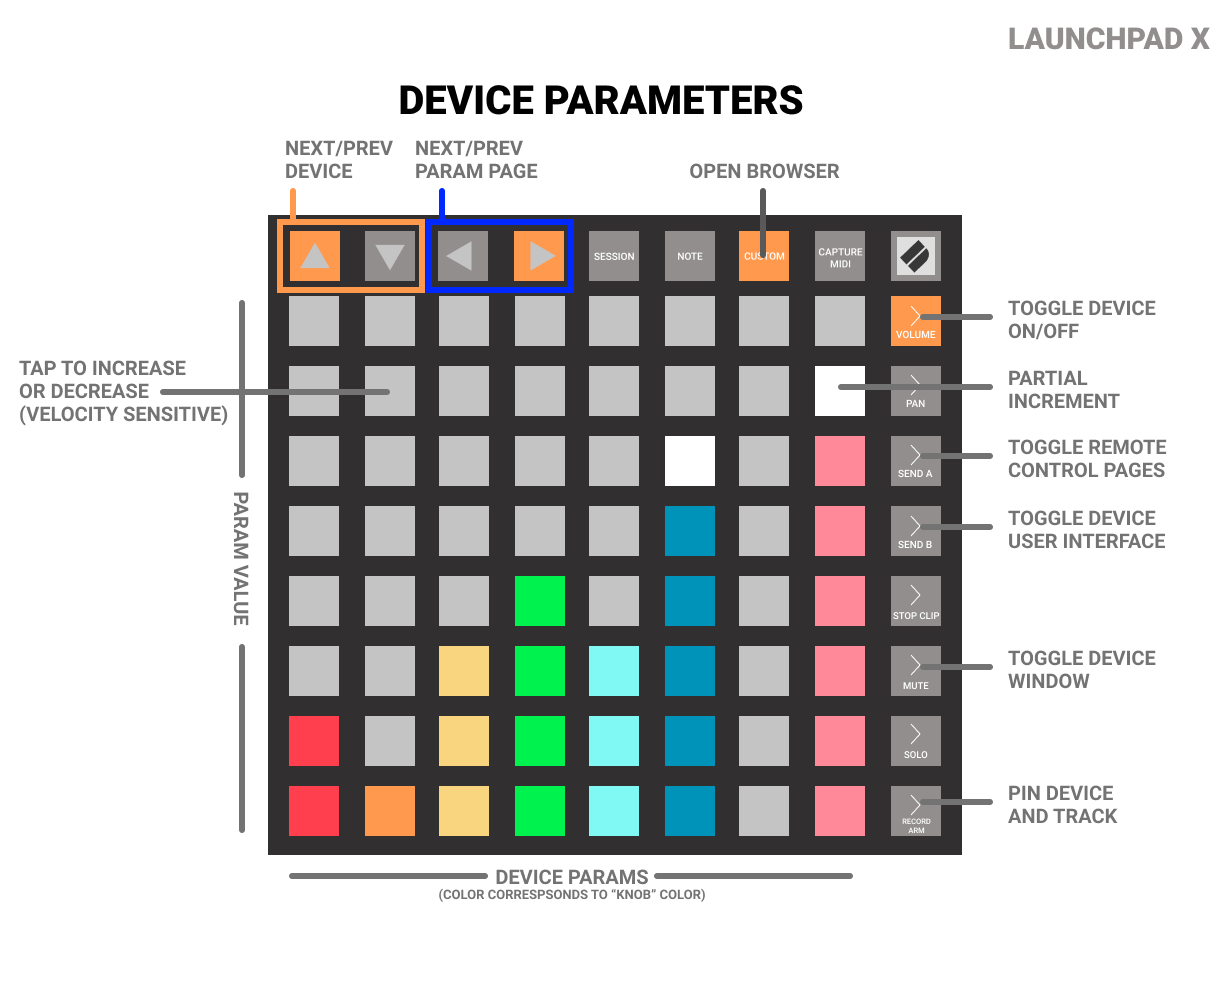 LAUNCHPAD X
DEVICE PARAMETERS
NEXT/PREV
DEVICE
NEXT/PREV
PARAM PAGE
OPEN BROWSER
SESSION
NOTE
CUSTOM
CAPTURE
MIDI
VOLUME
TOGGLE DEVICE
ON/OFF
TAP TO INCREASE
OR DECREASE
(VELOCITY SENSITIVE)
PAN
PARTIAL
INCREMENT
SEND A
TOGGLE REMOTE
CONTROL PAGES
PARAM VALUE
SEND B
TOGGLE DEVICE
USER INTERFACE
STOP CLIP
MUTE
TOGGLE DEVICE
WINDOW
SOLO
RECORD
ARM
PIN DEVICE
AND TRACK
DEVICE PARAMS
(COLOR CORRESPSONDS TO “KNOB” COLOR)